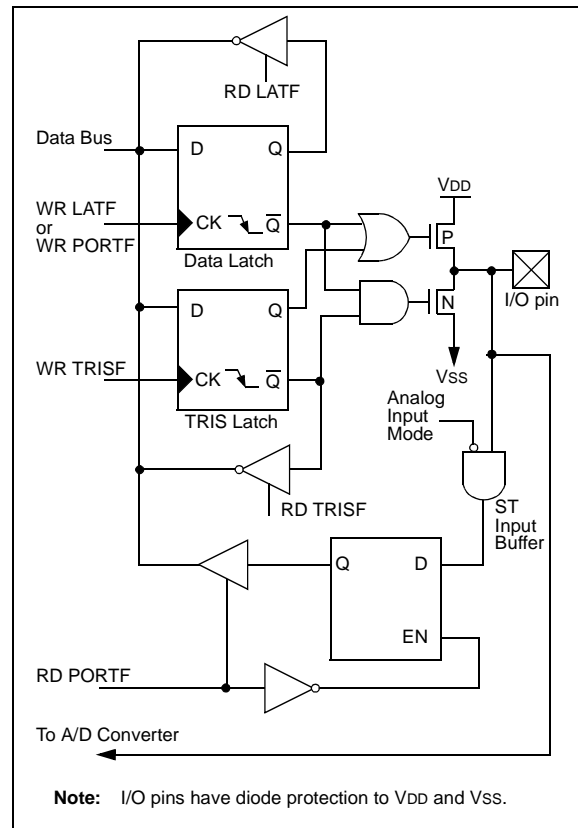 RD LATF
Data Bus
D
Q
VDD
WR LATF
or
WR PORTF
CK
Q
P
Data Latch
I/O pin
N
D
Q
WR TRISF
CK
Q
VSS
TRIS Latch
Analog
Input
Mode
RD TRISF
ST
Input
Buffer
Q
D
EN
RD PORTF
To A/D Converter
Note: I/O pins have diode protection to VDD and VSS.